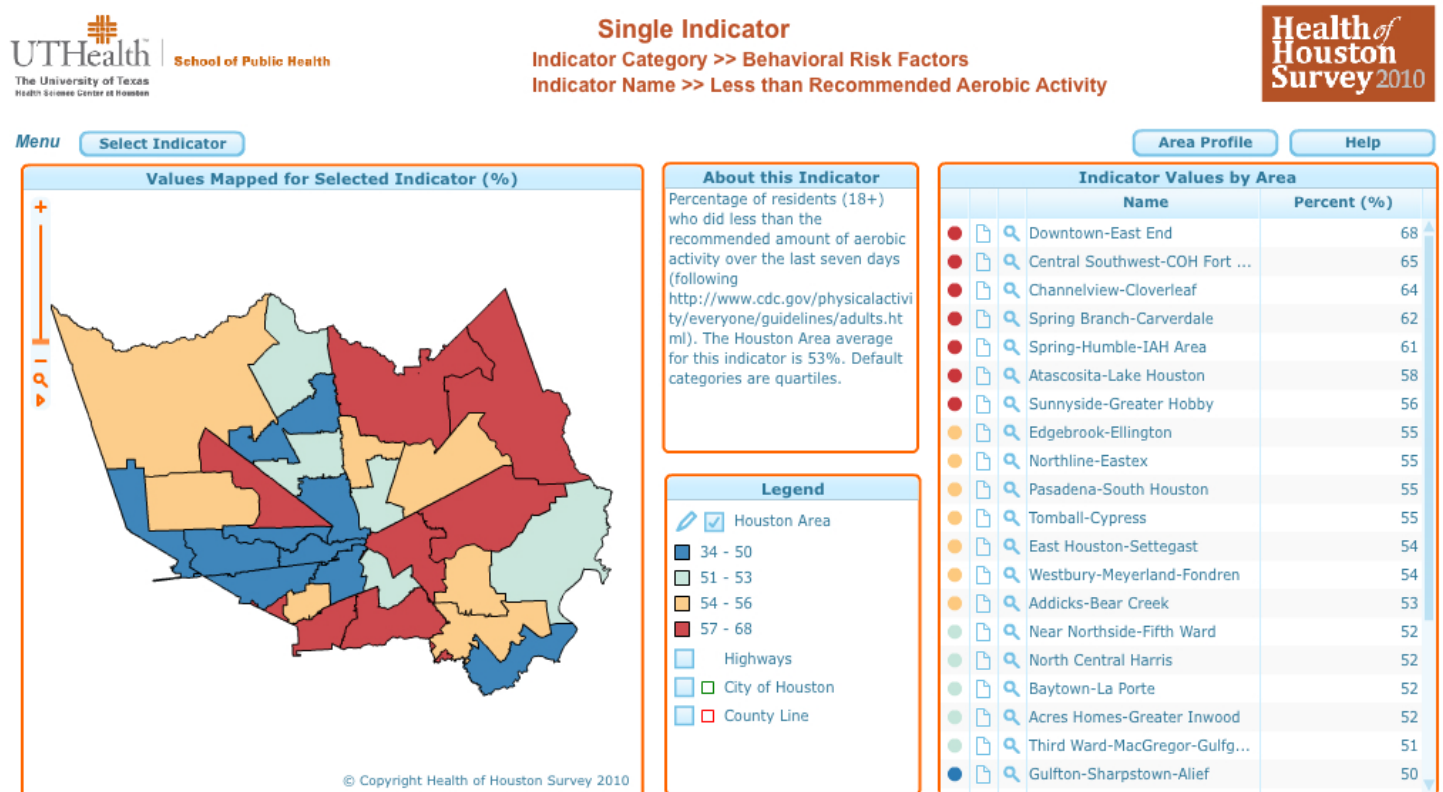 UTHealth™
School of Public Health
The University of Texas
Health Science Center at Houston
Single Indicator
Indicator Category >> Behavioral Risk Factors
Indicator Name >> Less than Recommended Aerobic Activity
Health of
Houston
Survey 2010
Menu
Select Indicator
Area Profile
Help
Values Mapped for Selected Indicator (%)
© Copyright Health of Houston Survey 2010
About this Indicator
Percentage of residents (18+)
who did less than the
recommended amount of aerobic
activity over the last seven days
(following
http://www.cdc.gov/physicalactivi
ty/everyone/guidelines/adults.ht
ml). The Houston Area average
for this indicator is 53%. Default
categories are quartiles.
Legend
Houston Area
34 - 50
51 - 53
54 - 56
57 - 68
Highways
City of Houston
County Line
Indicator Values by Area
Name Percent (%)
Downtown-East End 68
Central Southwest-COH Fort ... 65
Channelview-Cloverleaf 64
Spring Branch-Carverdale 62
Spring-Humble-IAH Area 61
Atascosita-Lake Houston 58
Sunnyside-Greater Hobby 56
Edgebrook-Ellington 55
Northline-Eastex 55
Pasadena-South Houston 55
Tomball-Cypress 55
East Houston-Settegast 54
Westbury-Meyerland-Fondren 54
Addicks-Bear Creek 53
Near Northside-Fifth Ward 52
North Central Harris 52
Baytown-La Porte 52
Acres Homes-Greater Inwood 52
Third Ward-MacGregor-Gulfg... 51
Gulfton-Sharpstown-Alief 50